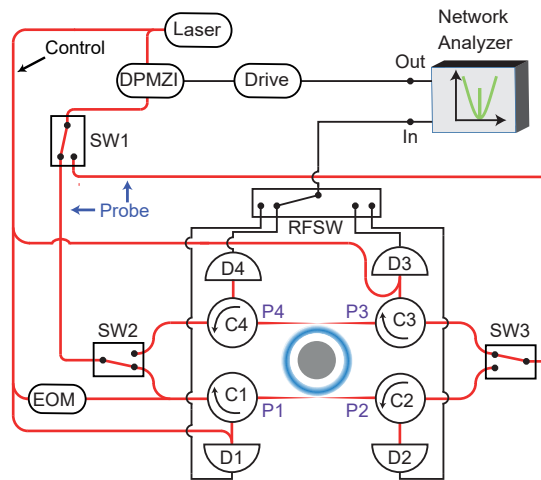 Network
Analyzer
Laser
Control
Out
DPMZI
Drive
In
SW1
Probe
RFSW
D4
D3
P4
P3
C4
C3
SW2
SW3
EOM
C1
C2
P1
P2
D1
D2